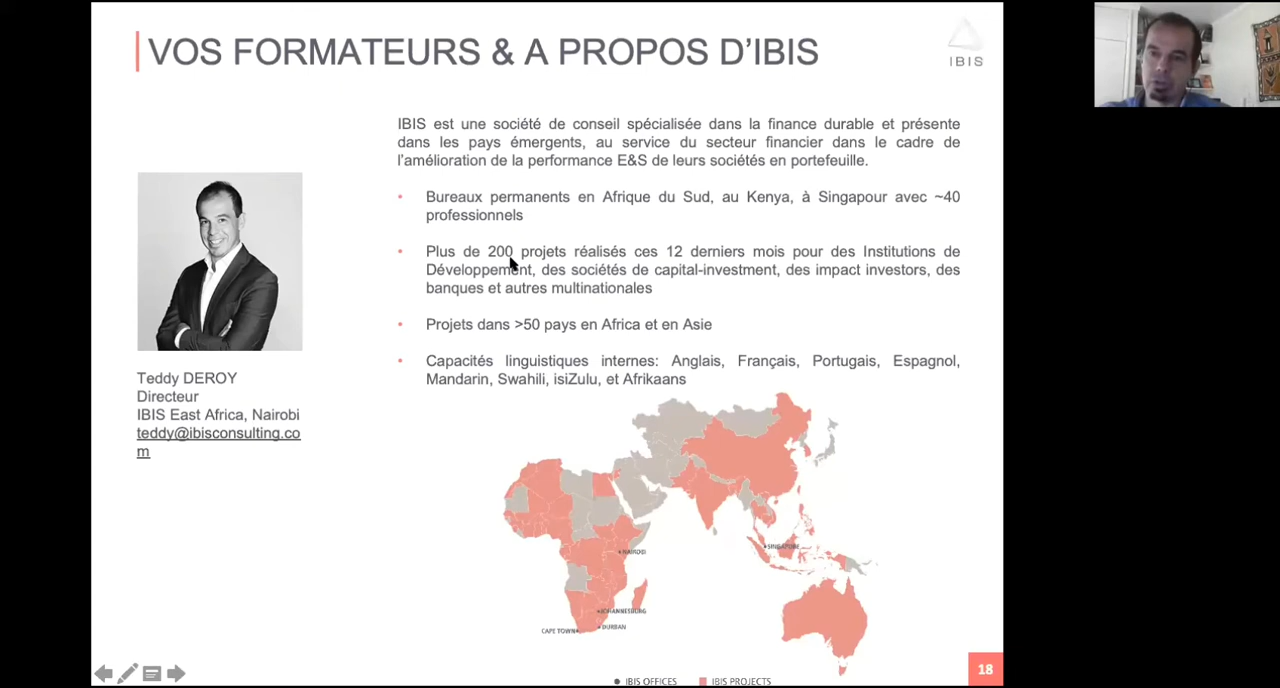 VOS FORMATEURS & A PROPOS D’IBIS
IBIS
IBIS est une société de conseil spécialisée dans la finance durable et présente
dans les pays émergents, au service du secteur financier dans le cadre de
l’amélioration de la performance E&S de leurs sociétés en portefeuille.
• Bureaux permanents en Afrique du Sud, au Kenya, à Singapour avec ~40
professionnels
• Plus de 200 projets réalisés ces 12 derniers mois pour des Institutions de
Développement, des sociétés de capital-investment, des impact investors, des
banques et autres multinationales
• Projets dans >50 pays en Africa et en Asie
• Capacités linguistiques internes: Anglais, Français, Portugais, Espagnol,
Mandarin, Swahili, isiZulu, et Afrikaans
Teddy DEROY
Directeur
IBIS East Africa, Nairobi
teddy@ibisconsulting.co
m
NAIROBI
SINGAPORE
JOHANNESBURG
DURBAN
CAPE TOWN
IBIS OFFICES
IBIS PROJECTS
18